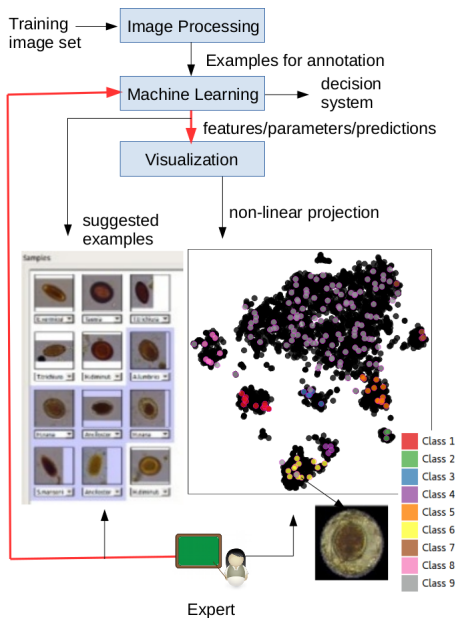 Training
image set
Image Processing
Examples for annotation
Machine Learning
decision
system
features/parameters/predictions
Visualization
suggested
examples
non-linear projection
Samples
Class 1
Class 2
Class 3
Class 4
Class 5
Class 6
Class 7
Class 8
Class 9
Expert